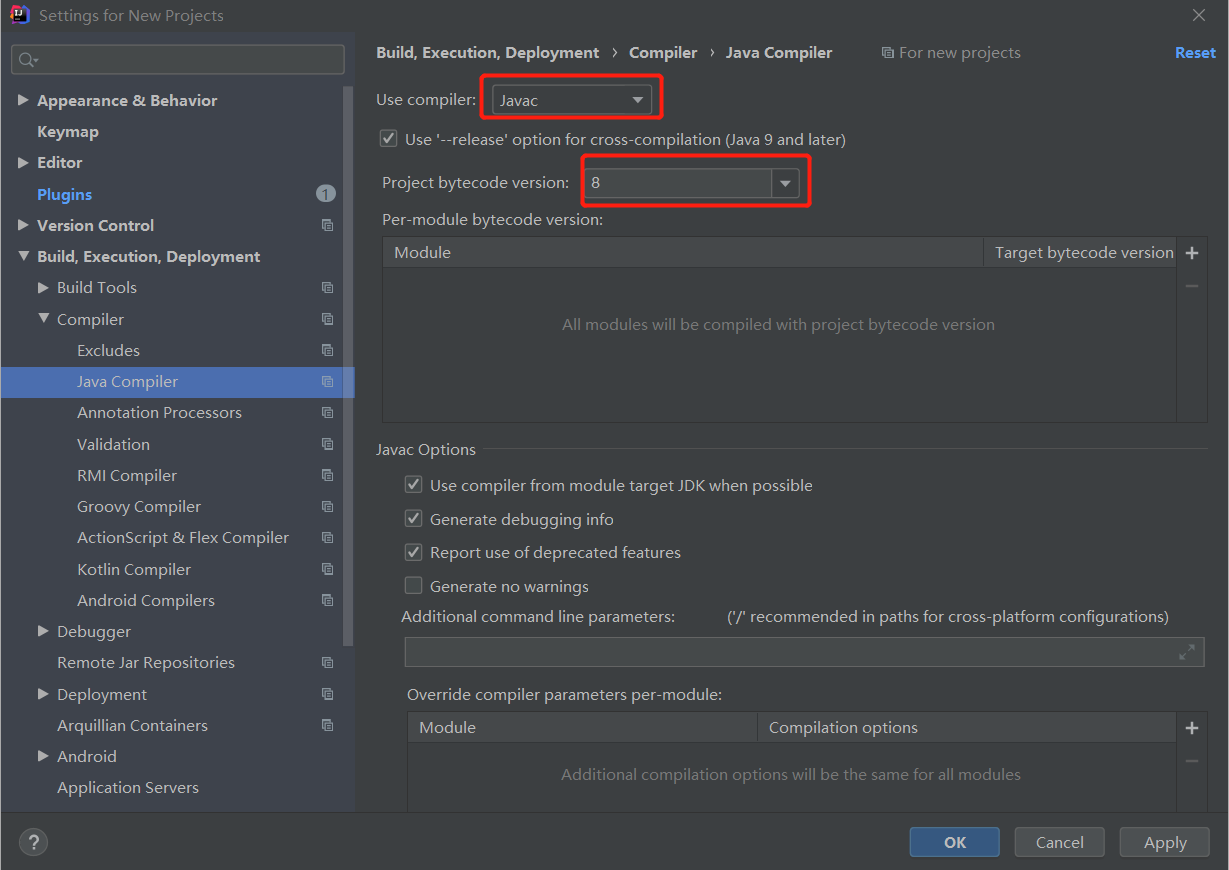 Settings for New Projects
Build, Execution, Deployment › Compiler › Java Compiler For new projects Reset
Appearance & Behavior
Keymap
Editor
Plugins 1
Version Control
Build, Execution, Deployment
Build Tools
Compiler
Excludes
Java Compiler
Annotation Processors
Validation
RMI Compiler
Groovy Compiler
ActionScript & Flex Compiler
Kotlin Compiler
Android Compilers
Debugger
Remote Jar Repositories
Deployment
Arquillian Containers
Android
Application Servers
Use compiler: Javac
Use '--release' option for cross-compilation (Java 9 and later)
Project bytecode version: 8
Per-module bytecode version:
Module Target bytecode version
All modules will be compiled with project bytecode version
Javac Options
Use compiler from module target JDK when possible
Generate debugging info
Report use of deprecated features
Generate no warnings
Additional command line parameters: ('/' recommended in paths for cross-platform configurations)
Override compiler parameters per-module:
Module Compilation options
Additional compilation options will be the same for all modules
? OK Cancel Apply